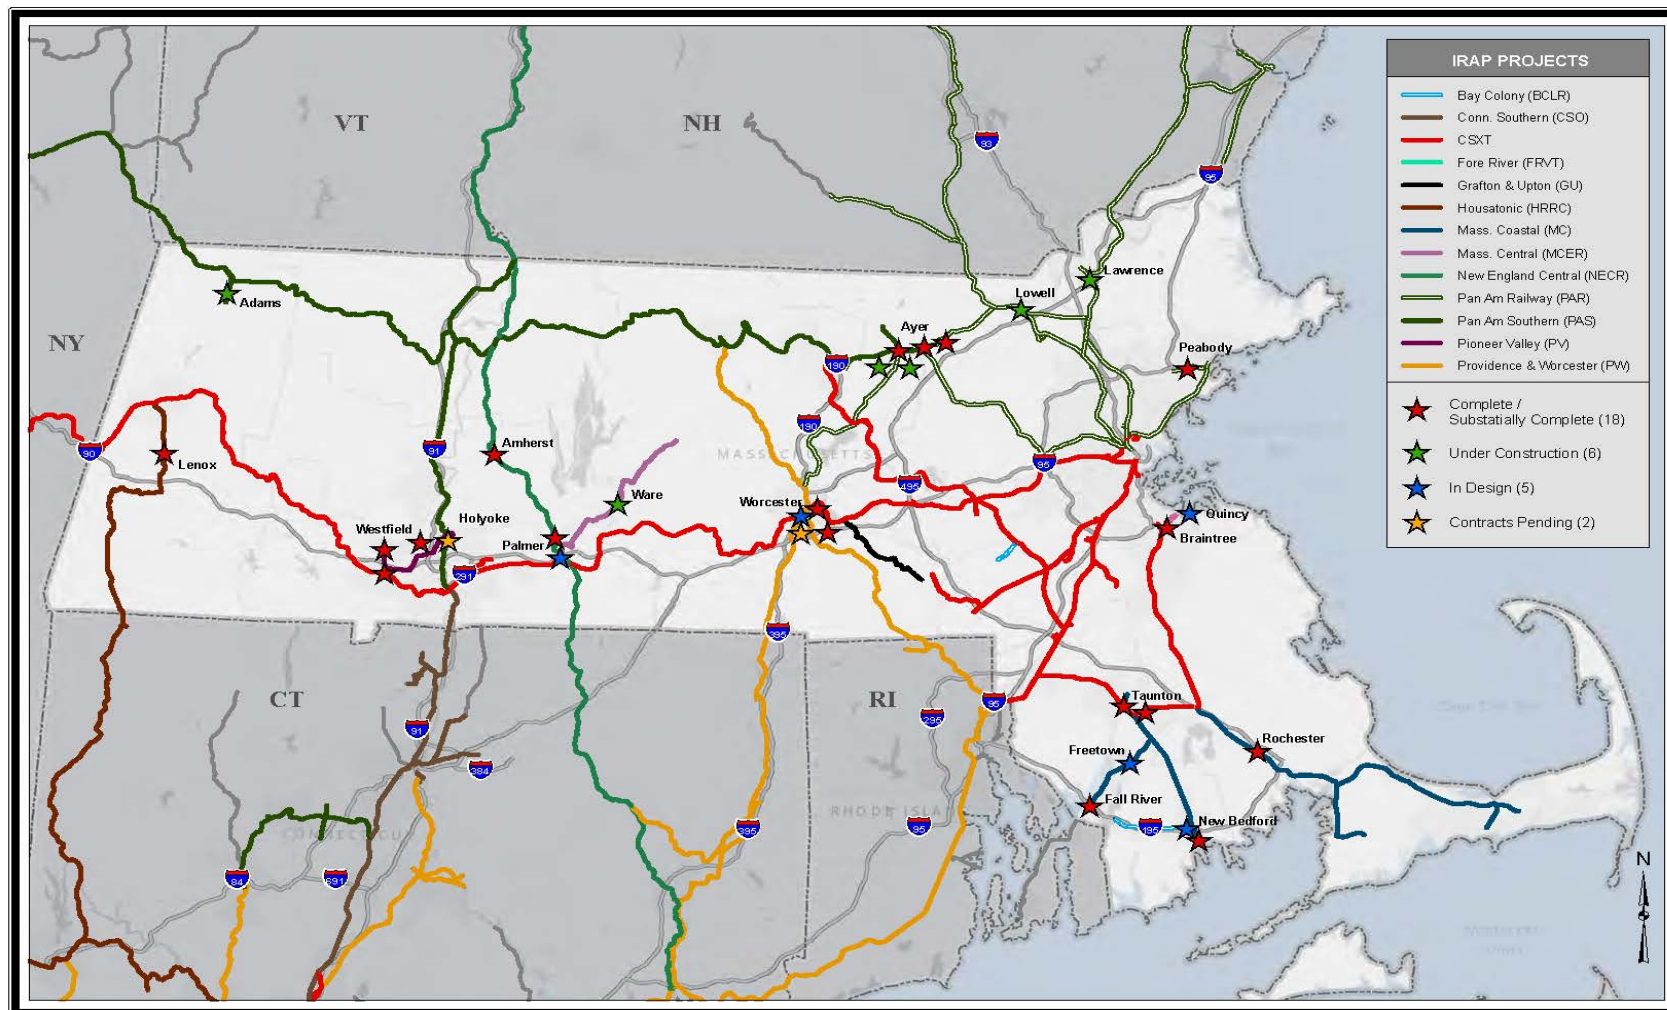 IRAP PROJECTS
Bay Colony (BCLR)
Conn. Southern (CSO)
CSXT
Fore River (FRVT)
Grafton & Upton (GU)
Housatonic (HRRC)
Mass. Coastal (MC)
Mass. Central (MCER)
New England Central (NECR)
Pan Am Railway (PAR)
Pan Am Southern (PAS)
Pioneer Valley (PV)
Providence & Worcester (PW)
Complete /
Substatially Complete (18)
Under Construction (6)
In Design (5)
Contracts Pending (2)
VT
NH
93
95
Lawrence
Adams
Lowell
NY
Ayer
Peabody
190
190
90
Lenox
91
Amherst
MASSACHUSETTS
95
495
Ware
Worcester
Quincy
Westfield
Holyoke
Palmer
Braintree
291
395
CT
RI
95
Taunton
295
91
Rochester
Freetown
384
Fall River
RHODE ISLAND
New Bedford
395
95
195
CONNECTICUT
84
691
N